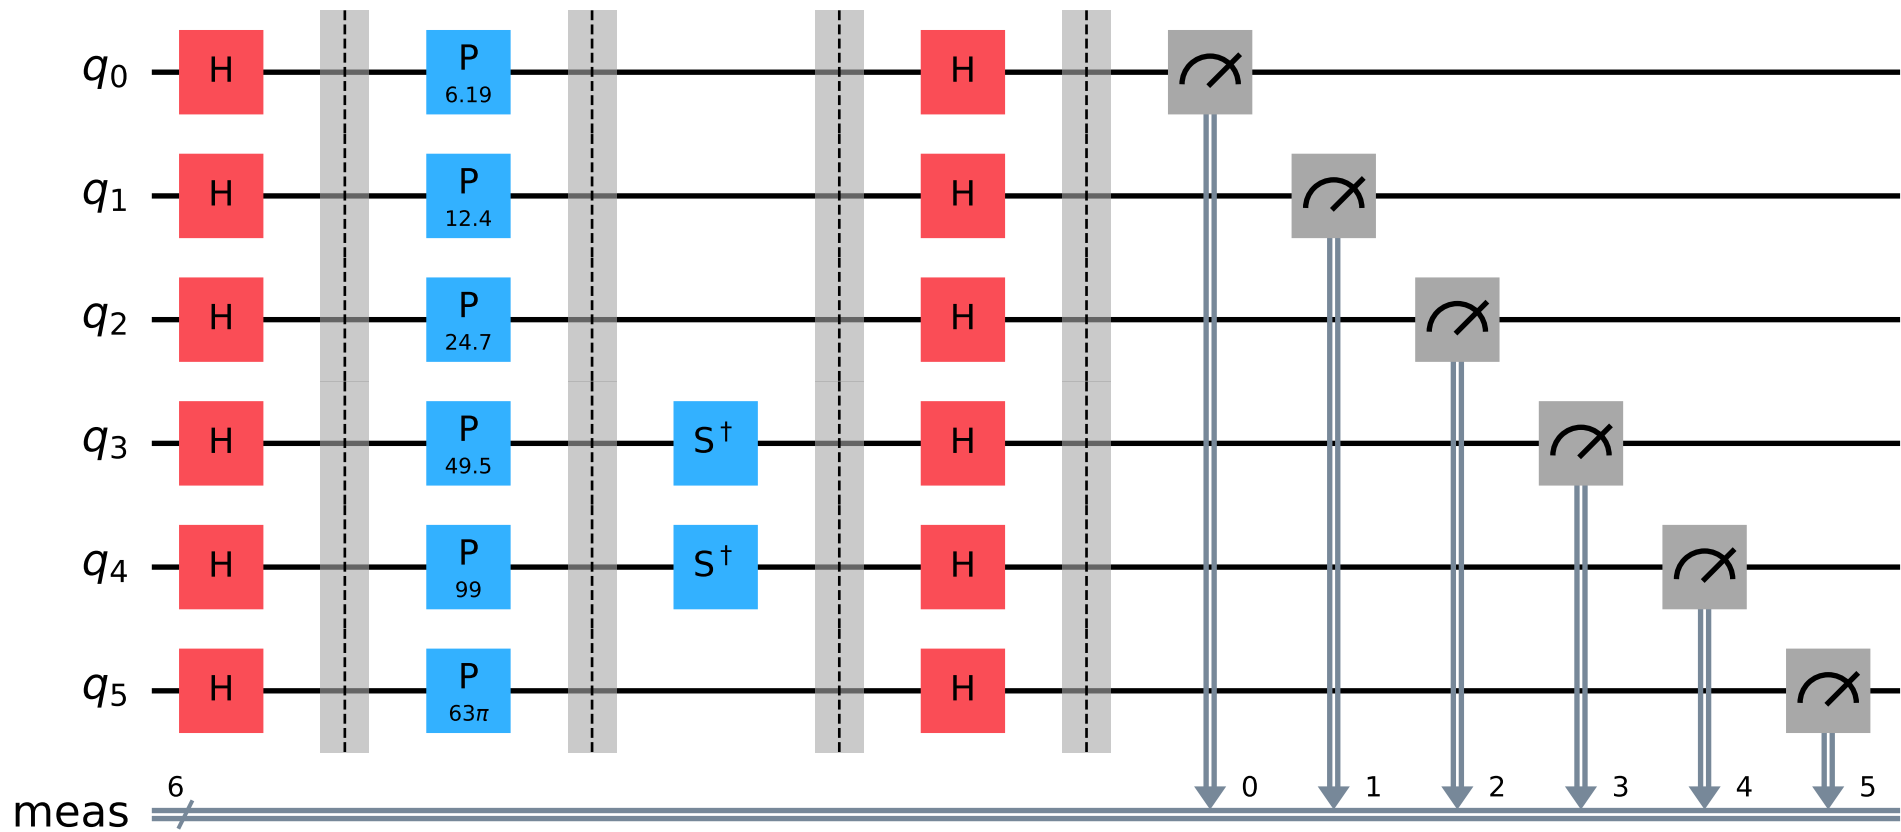 q0 H P 6.19 H
q1 H P 12.4 H
q2 H P 24.7 H
q3 H P 49.5 S† H
q4 H P 99 S† H
q5 H P 63π H
meas 6 0 1 2 3 4 5